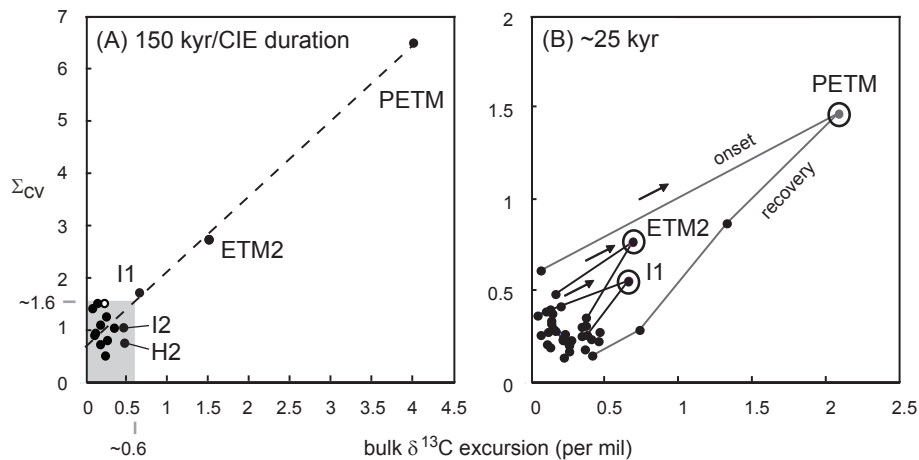 (A) 150 kyr/CIE duration
7
6
5
4
3
2
1
0
ΣCV
~1.6
PETM
ETM2
I1
I2
H2
0 0.5 1 1.5 2 2.5 3 3.5 4 4.5
~0.6
(B) ~25 kyr
2
1.5
1
0.5
0
PETM
onset
recovery
ETM2
I1
0 0.5 1 1.5 2 2.5
bulk δ13C excursion (per mil)